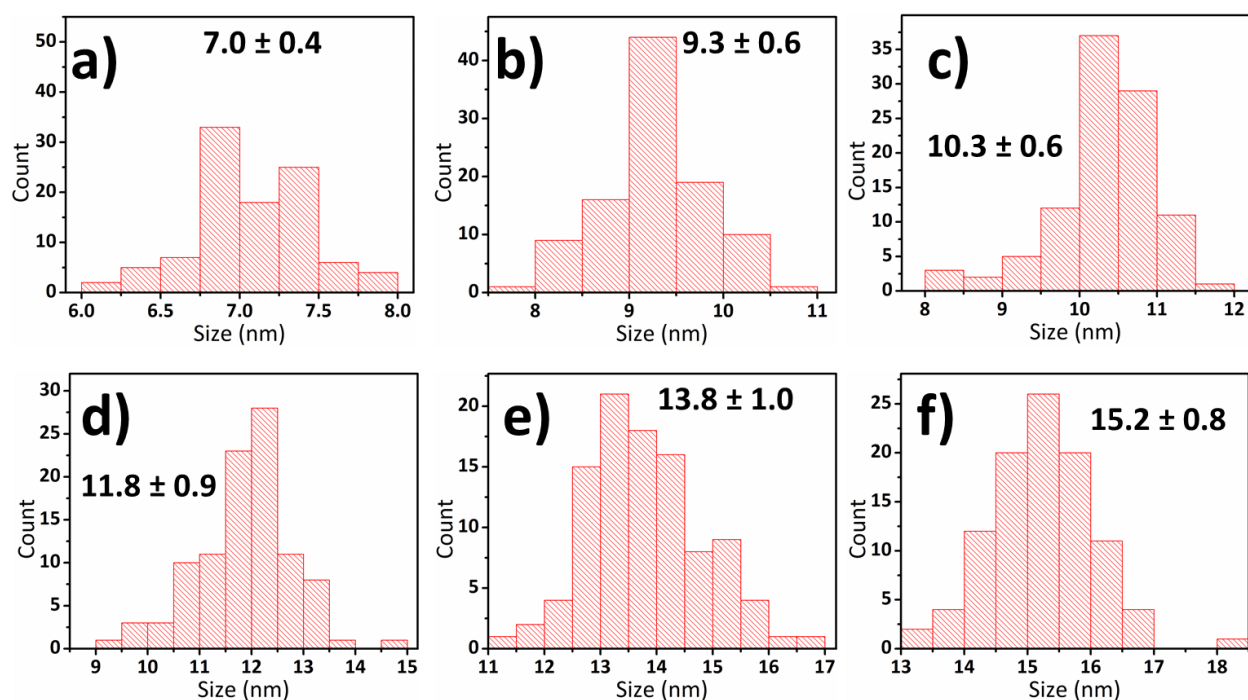 a)
7.0 ± 0.4
50
40
30
20
10
0
Count
6.0 6.5 7.0 7.5 8.0
Size (nm)
b)
9.3 ± 0.6
40
30
20
10
0
Count
8 9 10 11
Size (nm)
c)
10.3 ± 0.6
35
30
25
20
15
10
5
0
Count
8 9 10 11 12
Size (nm)
d)
11.8 ± 0.9
30
25
20
15
10
5
0
Count
9 10 11 12 13 14 15
Size (nm)
e)
13.8 ± 1.0
20
15
10
5
0
Count
11 12 13 14 15 16 17
Size (nm)
f)
15.2 ± 0.8
25
20
15
10
5
0
Count
13 14 15 16 17 18
Size (nm)